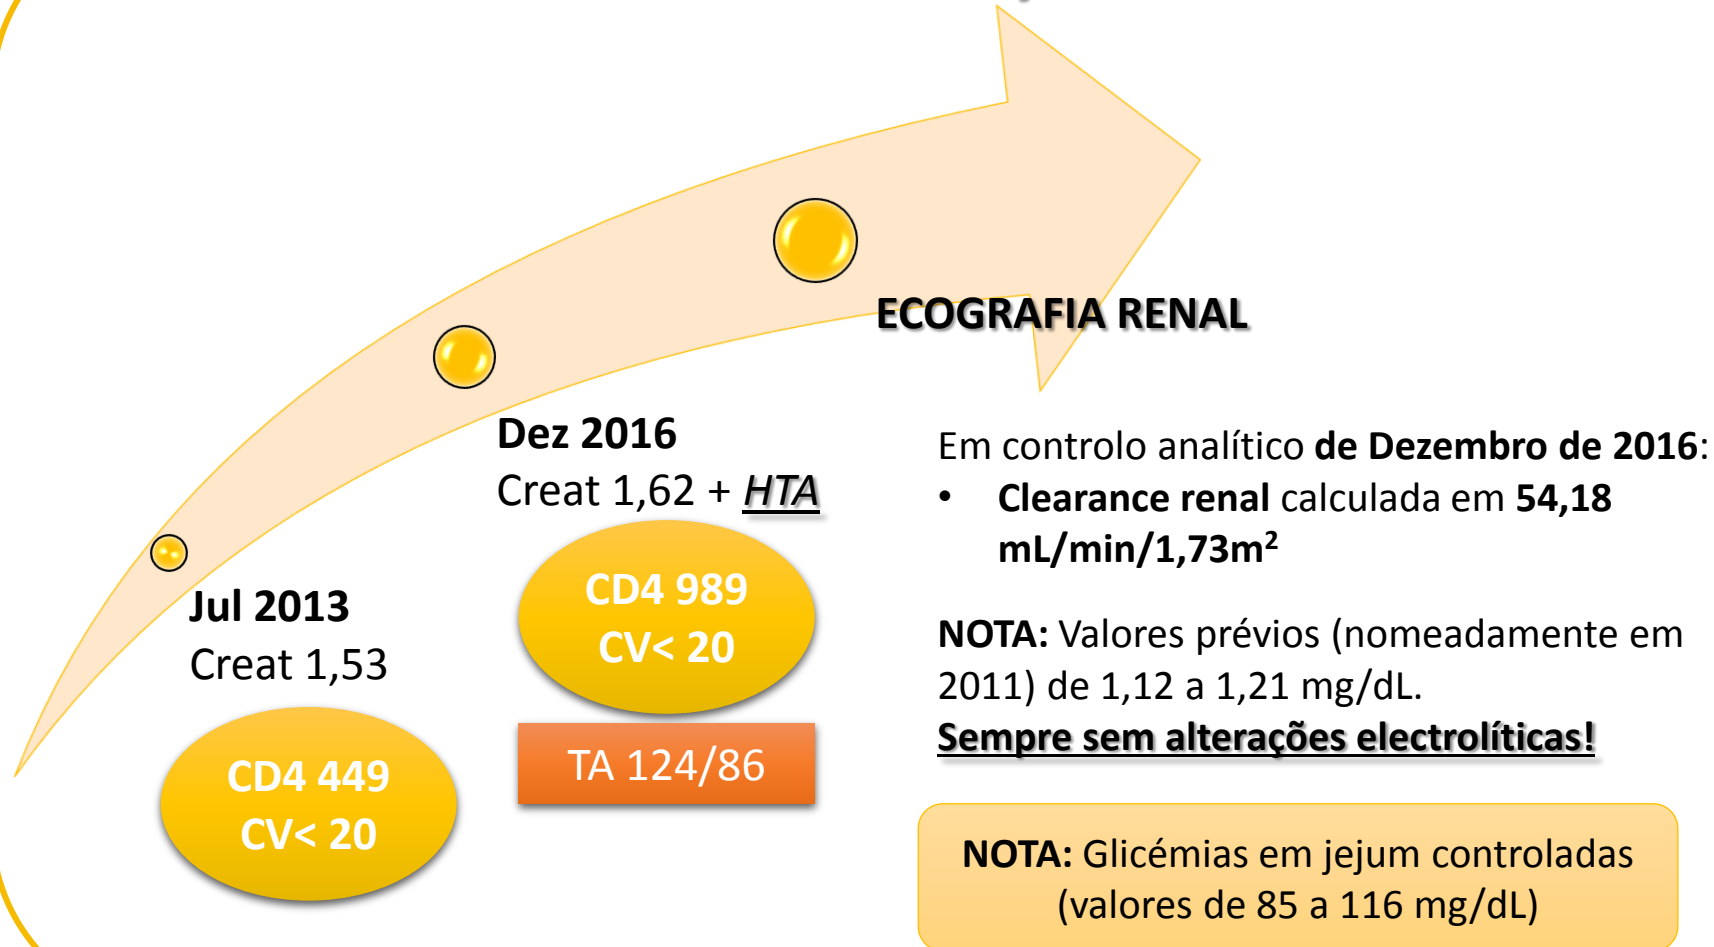 ECOGRAFIA RENAL
Dez 2016
Creat 1,62 + HTA
CD4 989
CV< 20
TA 124/86
Jul 2013
Creat 1,53
CD4 449
CV< 20
Em controlo analítico de Dezembro de 2016:
• Clearance renal calculada em 54,18
mL/min/1,73m²
NOTA: Valores prévios (nomeadamente em
2011) de 1,12 a 1,21 mg/dL.
Sempre sem alterações electrolíticas!
NOTA: Glicémias em jejum controladas
(valores de 85 a 116 mg/dL)